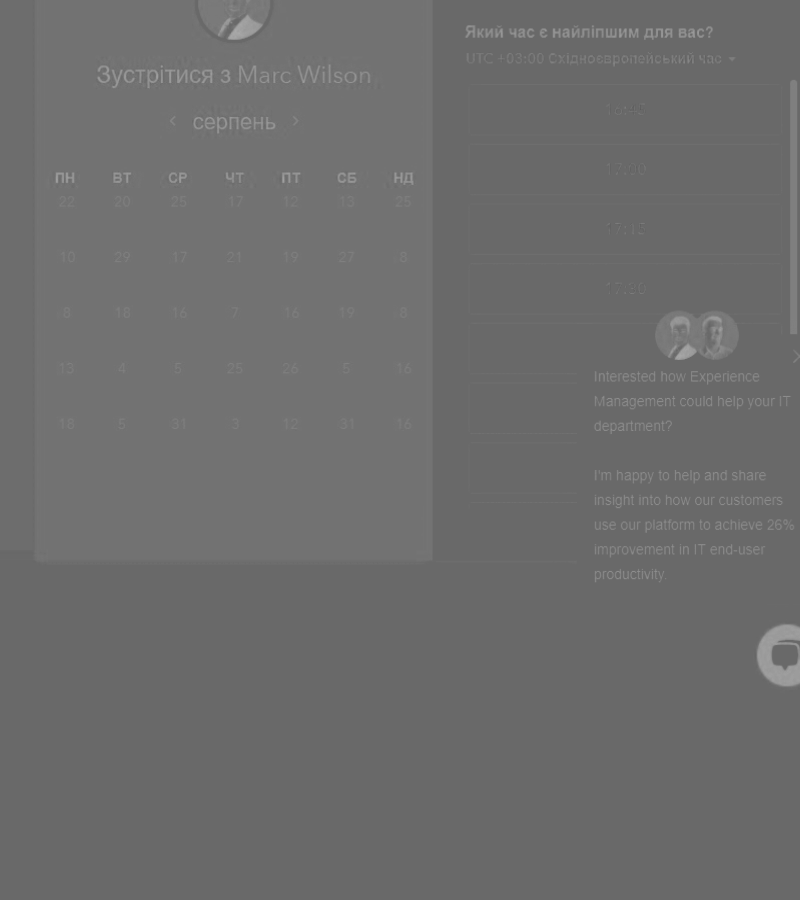 Зустрітися з Marc Wilson
‹ серпень ›
ПН ВТ СР ЧТ ПТ СБ НД
22 20 25 17 12 13 25
10 29 17 21 19 27 8
8 18 16 7 16 19 8
13 4 5 25 26 5 16
18 5 31 3 12 31 16
Який час є найліпшим для вас?
UTC +03:00 Східноєвропейський час
16:45
17:00
17:15
17:30
Interested how Experience
Management could help your IT
department?
I'm happy to help and share
insight into how our customers
use our platform to achieve 26%
improvement in IT end-user
productivity.